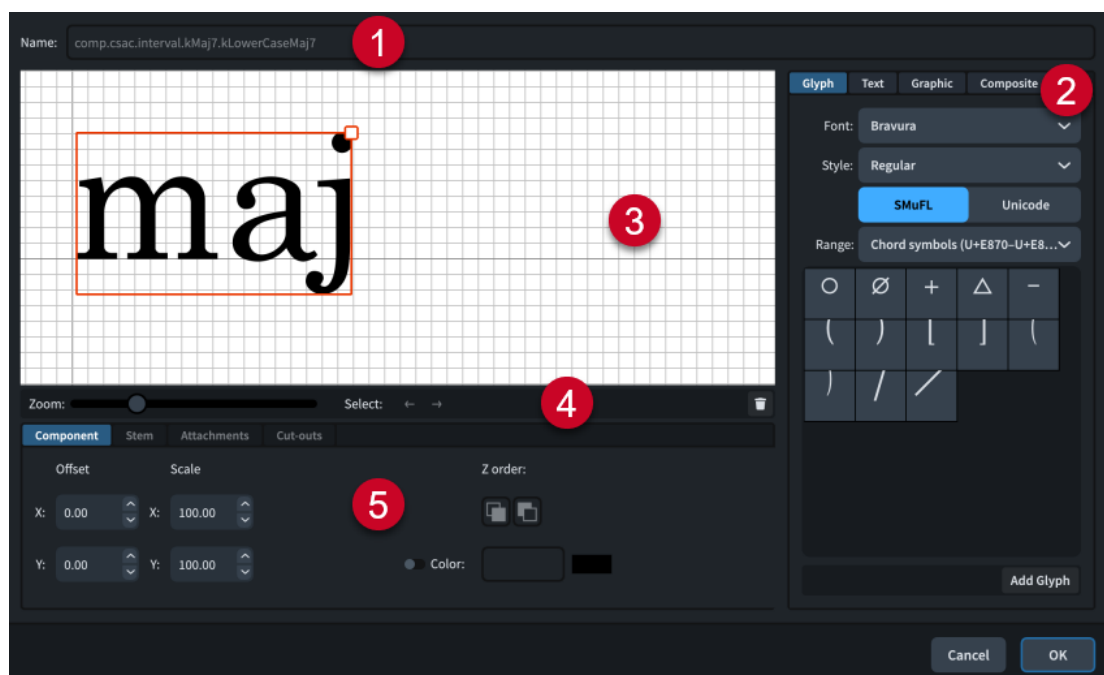 Name: comp.csac.interval.kMaj7.kLowerCaseMaj7
1
Glyph Text Graphic Composite
2
Font: Bravura
Style: Regular
SMuFL Unicode
Range: Chord symbols (U+E870–U+E8...
maj
3
Zoom: Select: ← →
4
Component Stem Attachments Cut-outs
Offset Scale Z order:
X: 0.00 X: 100.00
5
Y: 0.00 Y: 100.00 Color:
Add Glyph
Cancel OK